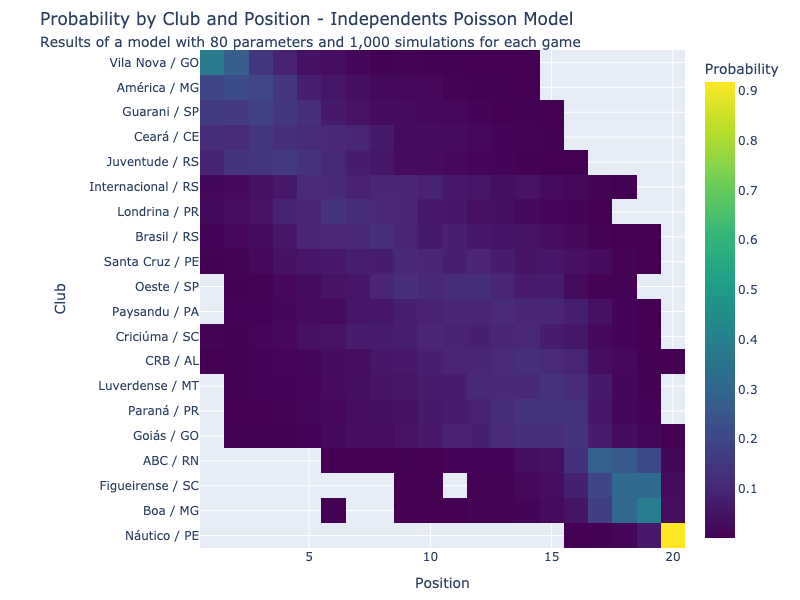 Probability by Club and Position - Independents Poisson Model
Results of a model with 80 parameters and 1,000 simulations for each game
Probability
Vila Nova / GO
América / MG
Guarani / SP
Ceará / CE
Juventude / RS
Internacional / RS
Londrina / PR
Brasil / RS
Santa Cruz / PE
Oeste / SP
Paysandu / PA
Criciúma / SC
CRB / AL
Luverdense / MT
Paraná / PR
Goiás / GO
ABC / RN
Figueirense / SC
Boa / MG
Náutico / PE
Club
5
10
15
20
Position
0.9
0.8
0.7
0.6
0.5
0.4
0.3
0.2
0.1